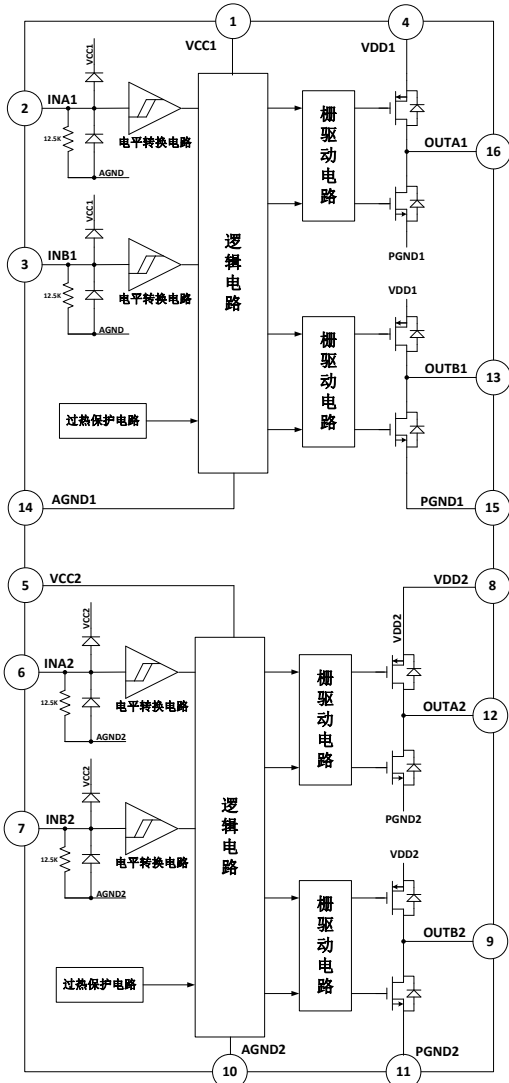 1
VCC1
4
VDD1
VCC1
2
INA1
12.5K
AGND
电平转换电路
栅驱动电路
OUTA1
16
PGND1
VCC1
3
INB1
12.5K
AGND
电平转换电路
逻辑电路
VDD1
栅驱动电路
OUTB1
13
过热保护电路
14
AGND1
PGND1
15
5
VCC2
VDD2
8
VCC2
VDD2
6
INA2
12.5K
AGND2
电平转换电路
栅驱动电路
OUTA2
12
PGND2
VCC2
7
INB2
12.5K
AGND2
电平转换电路
逻辑电路
VDD2
栅驱动电路
OUTB2
9
过热保护电路
AGND2
10
PGND2
11